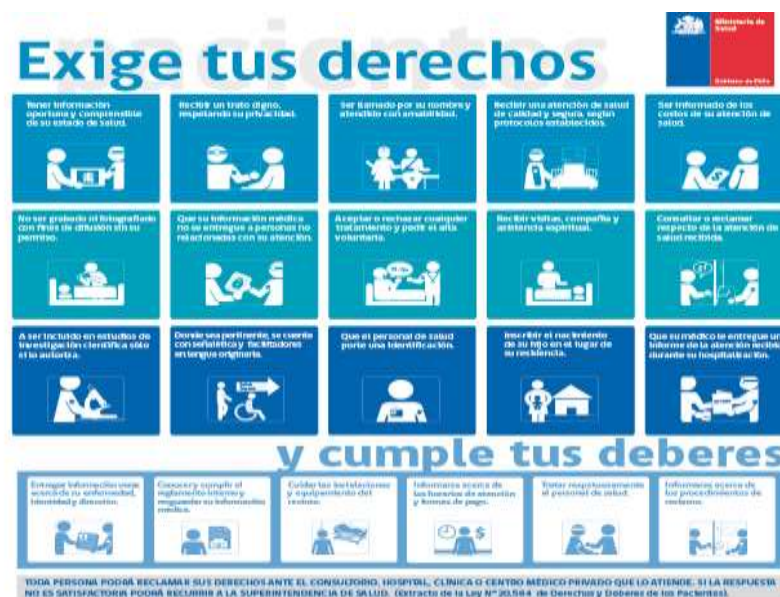 pacientes
Exige tus derechos
Ministerio de
Salud
Gobierno de Chile
Tener información
oportuna y comprensible
de su estado de salud.
Recibir un trato digno,
respetando su privacidad.
Ser llamado por su nombre y
atendido con amabilidad.
Recibir una atención de salud
de calidad y segura, según
protocolos establecidos.
Ser informado de los
costos de su atención de
salud.
No ser grabado ni fotografiado
con fines de difusión sin su
permiso.
Que su información médica
no se entregue a personas no
relacionadas con su atención.
Aceptar o rechazar cualquier
tratamiento y pedir el alta
voluntaria.
Recibir visitas, compañía y
asistencia espiritual.
Consultar o reclamar
respecto de la atención de
salud recibida.
A ser incluido en estudios de
investigación científica sólo
si lo autoriza.
Donde sea pertinente, se cuente
con señalética y facilitadores
en lengua originaria.
Que el personal de salud
porte una identificación.
Inscribir el nacimiento
de su hijo en el lugar de
su residencia.
Que su médico le entregue un
informe de la atención recibida
durante su hospitalización.
y cumple tus deberes
Entregar información veraz
acerca de su enfermedad,
identidad y dirección.
Conocer y cumplir el
reglamento interno y
resguardar su información
médica.
Cuidar las instalaciones
y equipamiento del
recinto.
Informarse acerca de
los horarios de atención
y formas de pago.
Tratar respetuosamente
al personal de salud.
Informarse acerca de
los procedimientos de
reclamo.
TODA PERSONA PODRÁ RECLAMAR SUS DERECHOS ANTE EL CONSULTORIO, HOSPITAL, CLÍNICA O CENTRO MÉDICO PRIVADO QUE LO ATIENDE. SI LA RESPUESTA
NO ES SATISFACTORIA PODRÁ RECURRIR A LA SUPERINTENDENCIA DE SALUD. (Extracto de la Ley N°20.584 de Derechos y Deberes de los Pacientes).